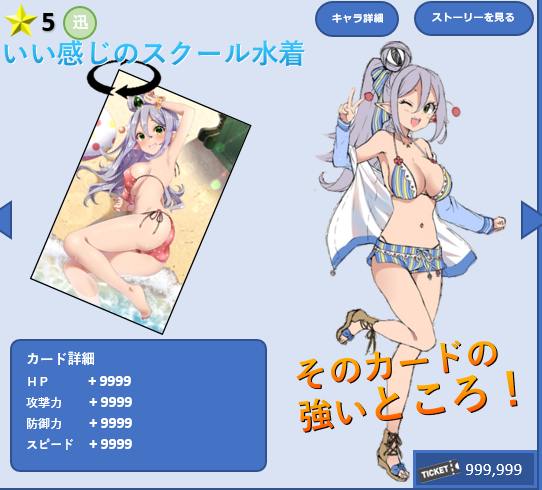 5 迅
キャラ詳細
ストーリーを見る
いい感じのスクール水着
カード詳細
HP +9999
攻撃力 +9999
防御力 +9999
スピード +9999
そのカードの
強いところ！
TICKET 999,999